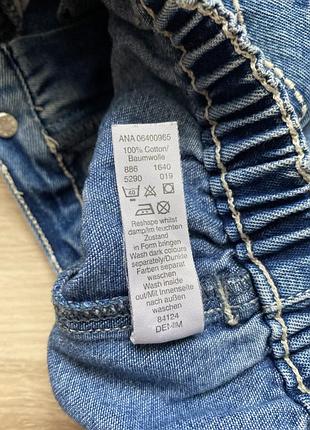 ANA 06400965
100% Cotton/
Baumwolle
886 1640
5290 019
40
Reshape whilst
damp/im feuchten
Zustand
in Form bringen
Wash dark colours
separately/Dunkle
Farben separat
waschen
Wash inside
out/Mit Innenseite
nach außen
waschen
84124
DENIM